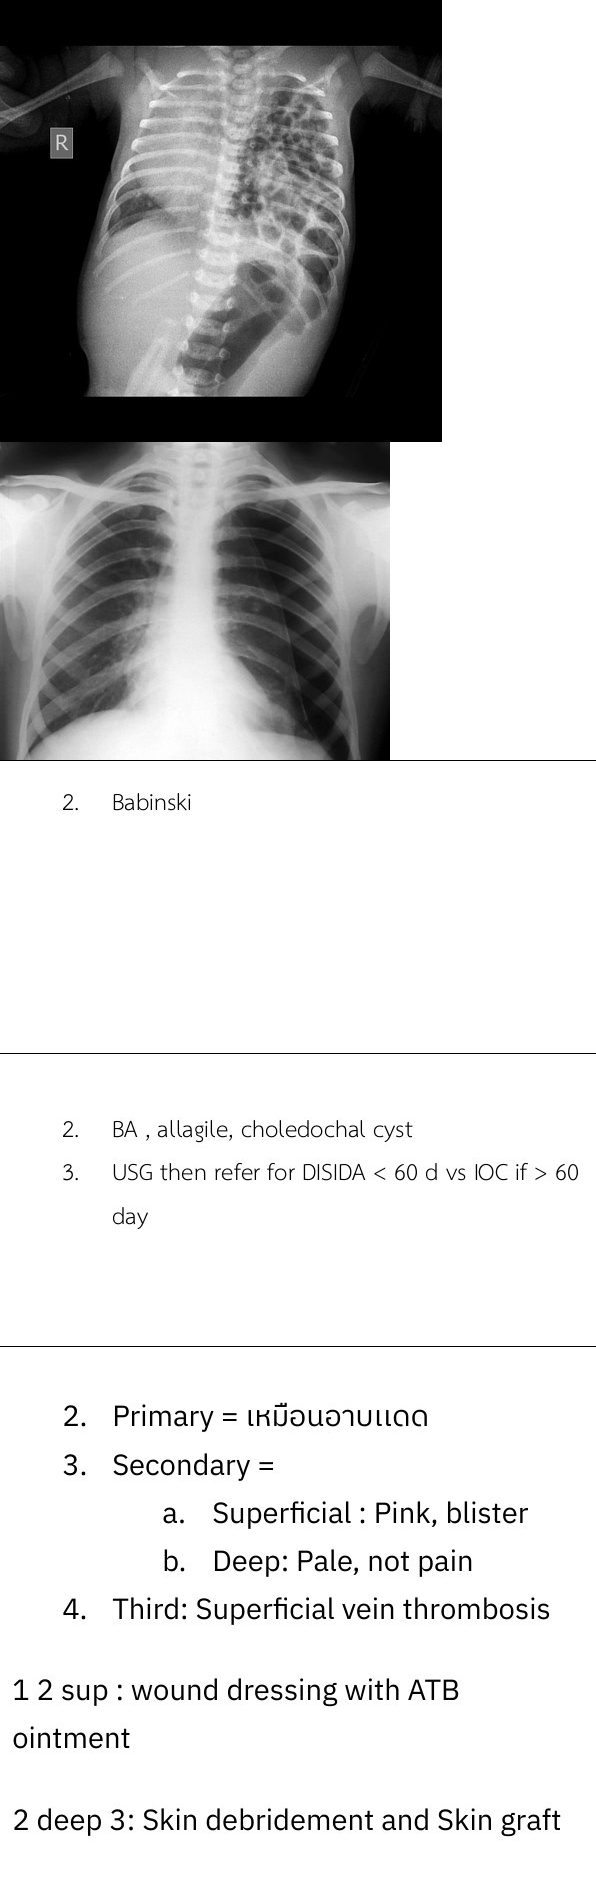 R
2. Babinski
2. BA , allagile, choledochal cyst
3. USG then refer for DISIDA < 60 d vs IOC if > 60
day
2. Primary = เหมือนอาบแดด
3. Secondary =
a. Superficial : Pink, blister
b. Deep: Pale, not pain
4. Third: Superficial vein thrombosis
1 2 sup : wound dressing with ATB
ointment
2 deep 3: Skin debridement and Skin graft